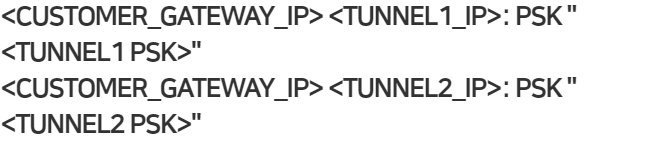 <CUSTOMER_GATEWAY_IP> <TUNNEL1_IP> : PSK "
<TUNNEL1 PSK>"
<CUSTOMER_GATEWAY_IP> <TUNNEL2_IP> : PSK "
<TUNNEL2 PSK>"